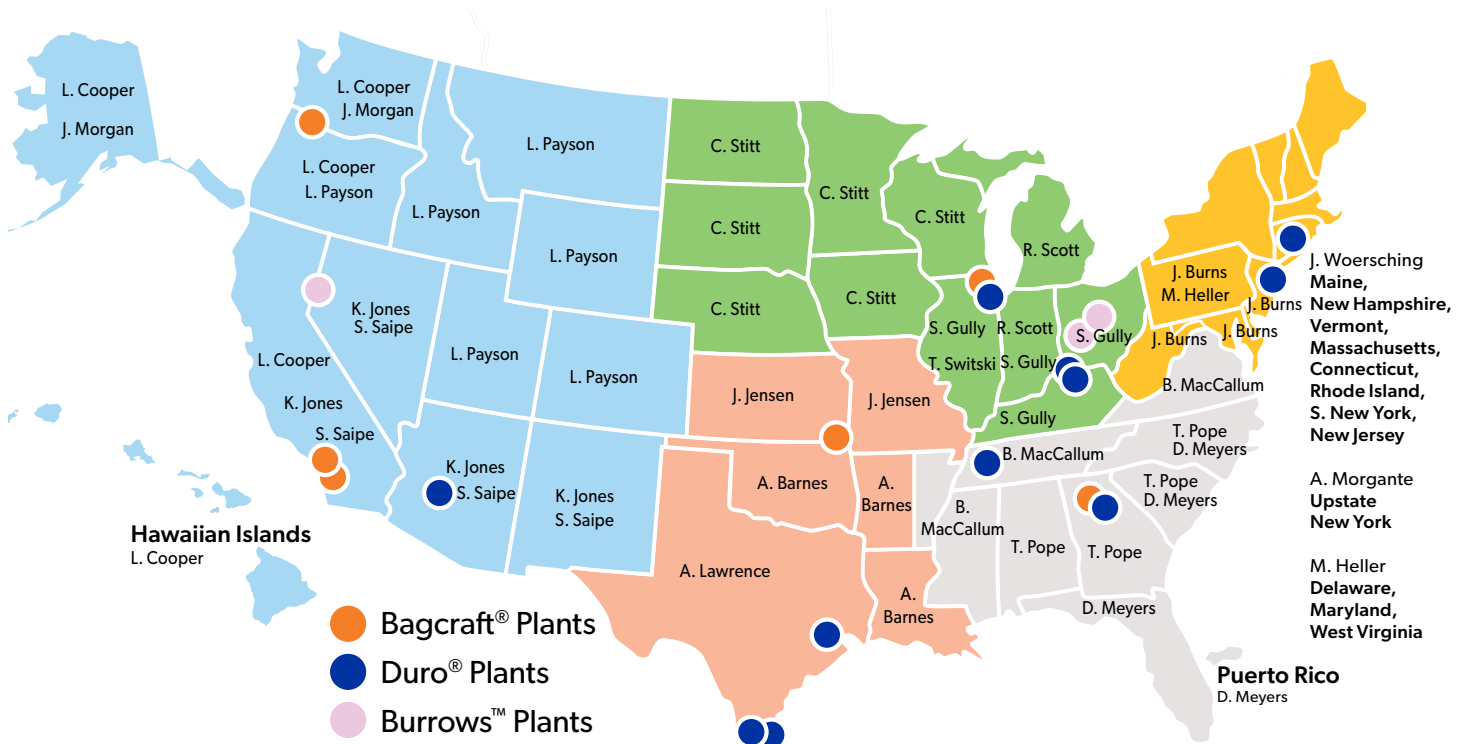 L. Cooper
J. Morgan
L. Cooper
J. Morgan
L. Cooper
L. Payson
L. Payson
L. Payson
L. Payson
K. Jones
S. Saipe
L. Cooper
K. Jones
S. Saipe
L. Payson
L. Payson
K. Jones
S. Saipe
K. Jones
S. Saipe
Hawaiian Islands
L. Cooper
C. Stitt
C. Stitt
C. Stitt
C. Stitt
C. Stitt
C. Stitt
R. Scott
S. Gully
T. Switski
R. Scott
S. Gully
S. Gully
S. Gully
J. Jensen
J. Jensen
A. Barnes
A.
Barnes
A. Lawrence
A.
Barnes
J. Burns
M. Heller
J. Burns
J. Burns
J. Burns
B. MacCallum
B. MacCallum
T. Pope
D. Meyers
T. Pope
D. Meyers
B.
MacCallum
T. Pope
T. Pope
D. Meyers
J. Woersching
Maine,
New Hampshire,
Vermont,
Massachusetts,
Connecticut,
Rhode Island,
S. New York,
New Jersey
A. Morgante
Upstate
New York
M. Heller
Delaware,
Maryland,
West Virginia
Puerto Rico
D. Meyers
Bagcraft® Plants
Duro® Plants
Burrows™ Plants